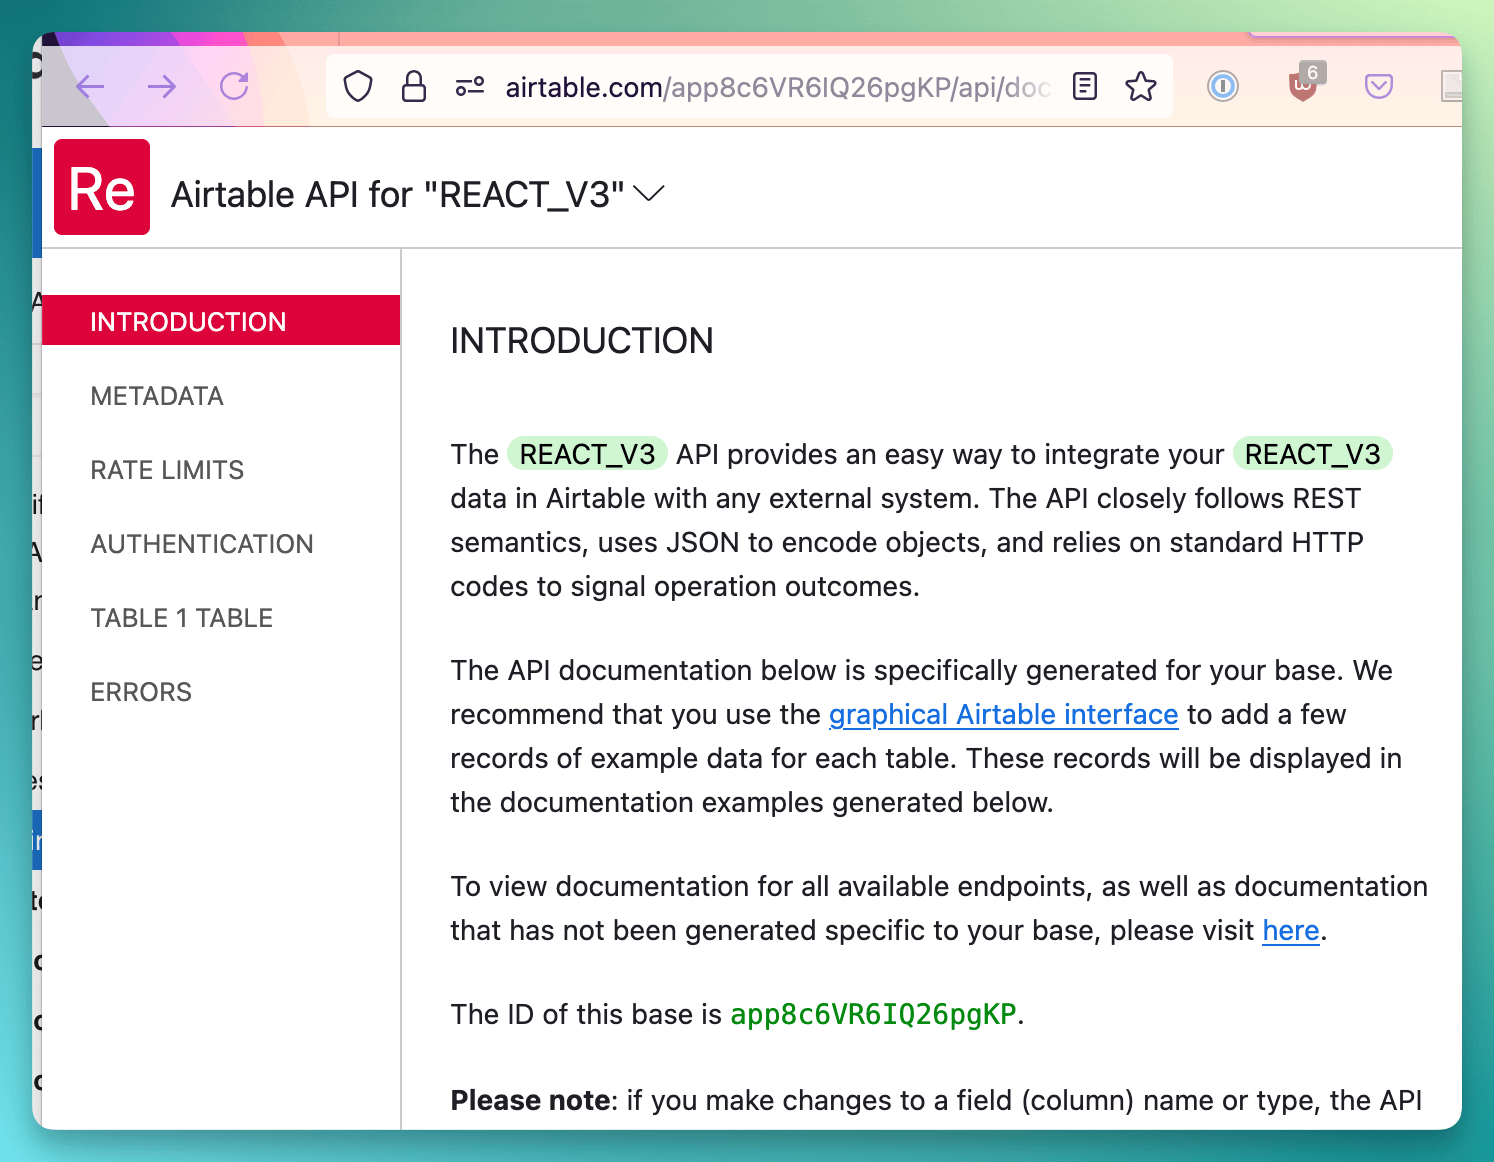 airtable.com/app8c6VR6IQ26pgKP/api/doc
6
Re
Airtable API for "REACT_V3"
INTRODUCTION
METADATA
RATE LIMITS
AUTHENTICATION
TABLE 1 TABLE
ERRORS
INTRODUCTION
The REACT_V3 API provides an easy way to integrate your REACT_V3
data in Airtable with any external system. The API closely follows REST
semantics, uses JSON to encode objects, and relies on standard HTTP
codes to signal operation outcomes.
The API documentation below is specifically generated for your base. We
recommend that you use the graphical Airtable interface to add a few
records of example data for each table. These records will be displayed in
the documentation examples generated below.
To view documentation for all available endpoints, as well as documentation
that has not been generated specific to your base, please visit here.
The ID of this base is app8c6VR6IQ26pgKP.
Please note: if you make changes to a field (column) name or type, the API